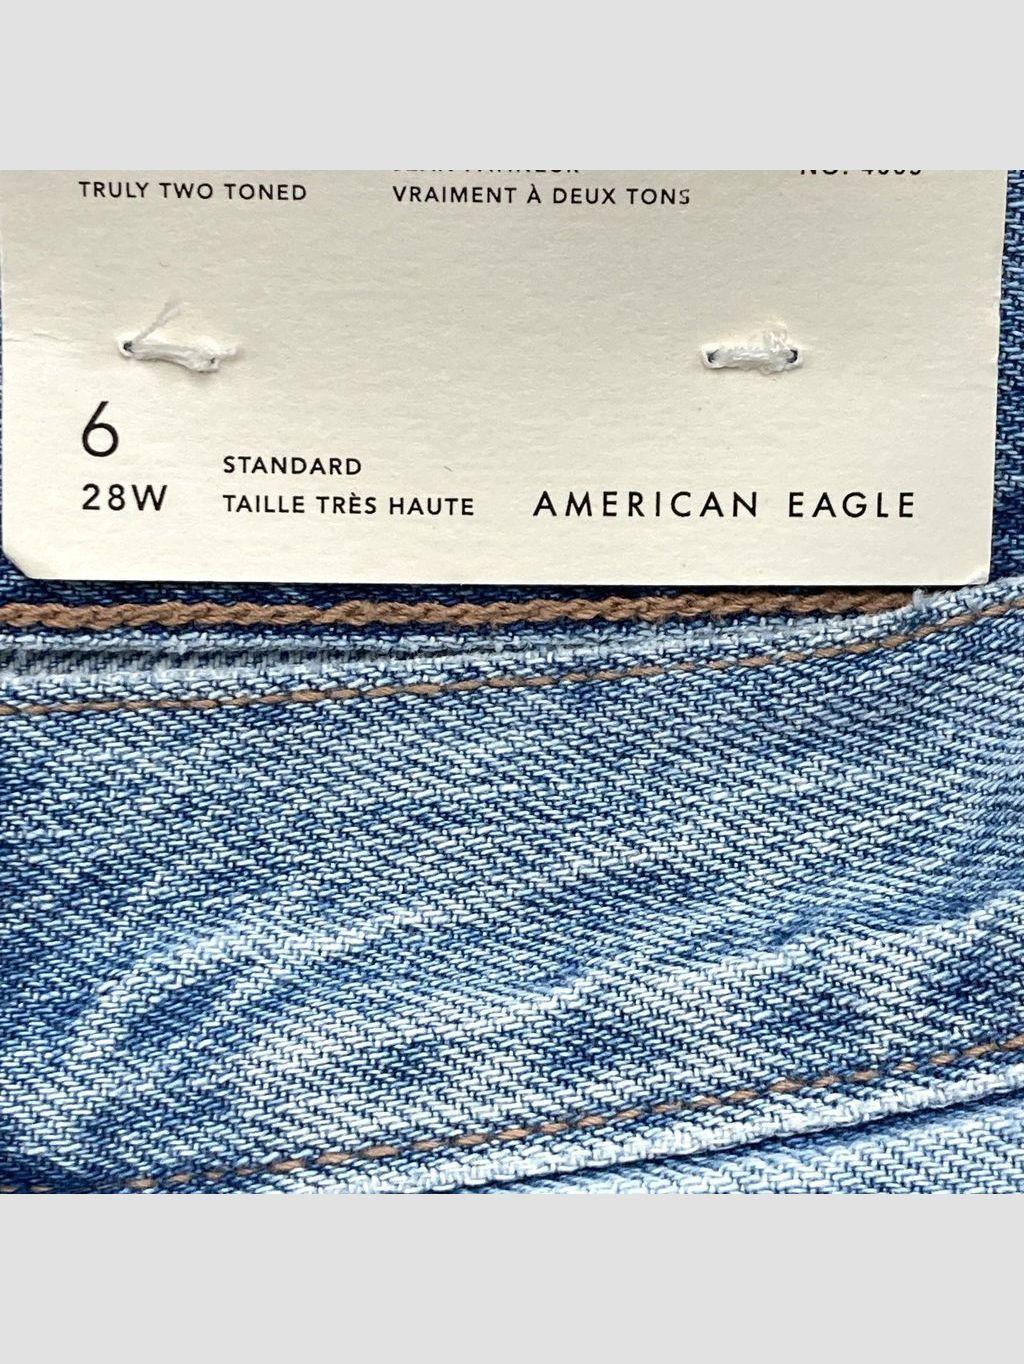 TRULY TWO TONED
VRAIMENT À DEUX TONS
6
28W
STANDARD
TAILLE TRÈS HAUTE
AMERICAN EAGLE